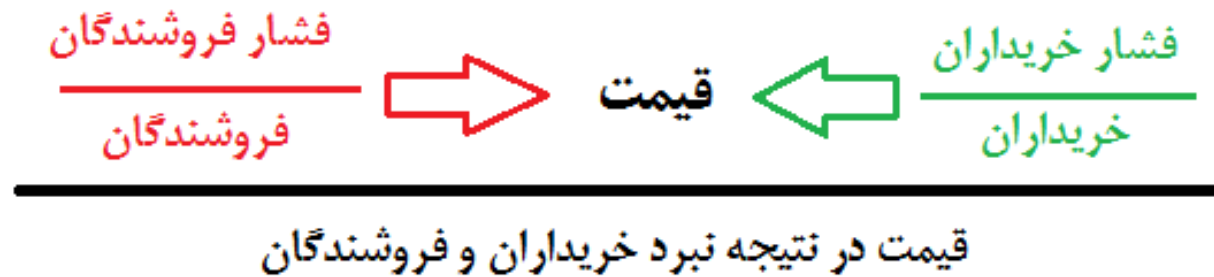 فشار خریداران
خریداران
قیمت
فشار فروشندگان
فروشندگان
قیمت در نتیجه نبرد خریداران و فروشندگان